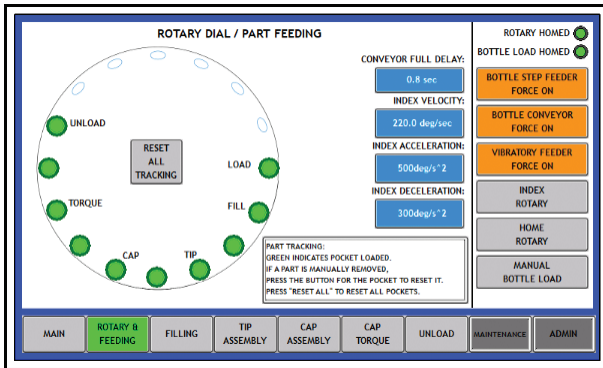 ROTARY DIAL / PART FEEDING
ROTARY HOMED
BOTTLE LOAD HOMED
CONVEYOR FULL DELAY:
0.8 sec
INDEX VELOCITY:
220.0 deg/sec
INDEX ACCELERATION:
500deg/s^2
INDEX DECELERATION:
300deg/s^2
BOTTLE STEP FEEDER
FORCE ON
BOTTLE CONVEYOR
FORCE ON
VIBRATORY FEEDER
FORCE ON
INDEX
ROTARY
HOME
ROTARY
MANUAL
BOTTLE LOAD
UNLOAD
RESET
ALL
TRACKING
LOAD
TORQUE
FILL
CAP
TIP
PART TRACKING:
GREEN INDICATES POCKET LOADED.
IF A PART IS MANUALLY REMOVED,
PRESS THE BUTTON FOR THE POCKET TO RESET IT.
PRESS "RESET ALL" TO RESET ALL POCKETS.
MAIN
ROTARY &
FEEDING
FILLING
TIP
ASSEMBLY
CAP
ASSEMBLY
CAP
TORQUE
UNLOAD
MAINTENANCE
ADMIN